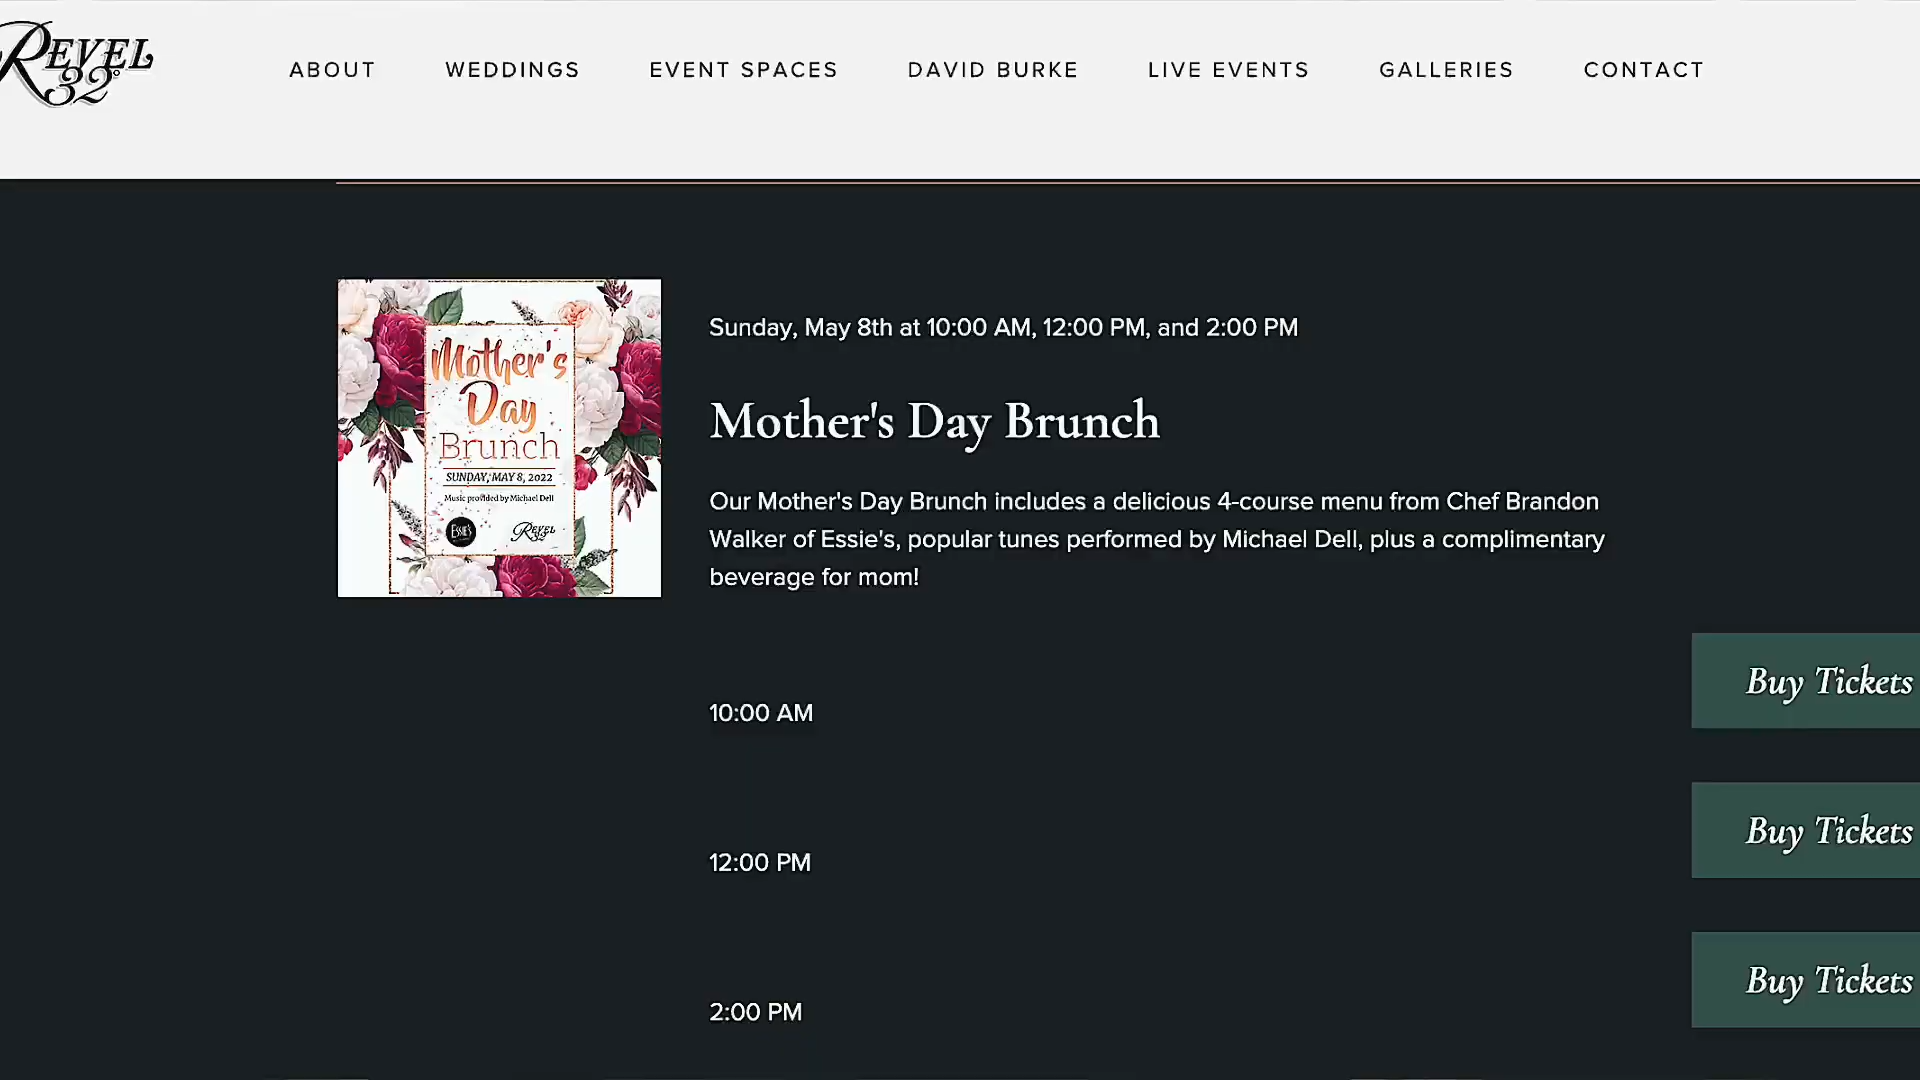 REVEL
32°
ABOUT
WEDDINGS
EVENT SPACES
DAVID BURKE
LIVE EVENTS
GALLERIES
CONTACT
Mother's
Day
Brunch
SUNDAY, MAY 8, 2022
Music provided by Michael Dell
ESSIE'S
REVEL
32°
Sunday, May 8th at 10:00 AM, 12:00 PM, and 2:00 PM
Mother's Day Brunch
Our Mother's Day Brunch includes a delicious 4-course menu from Chef Brandon
Walker of Essie's, popular tunes performed by Michael Dell, plus a complimentary
beverage for mom!
10:00 AM
Buy Tickets
12:00 PM
Buy Tickets
2:00 PM
Buy Tickets